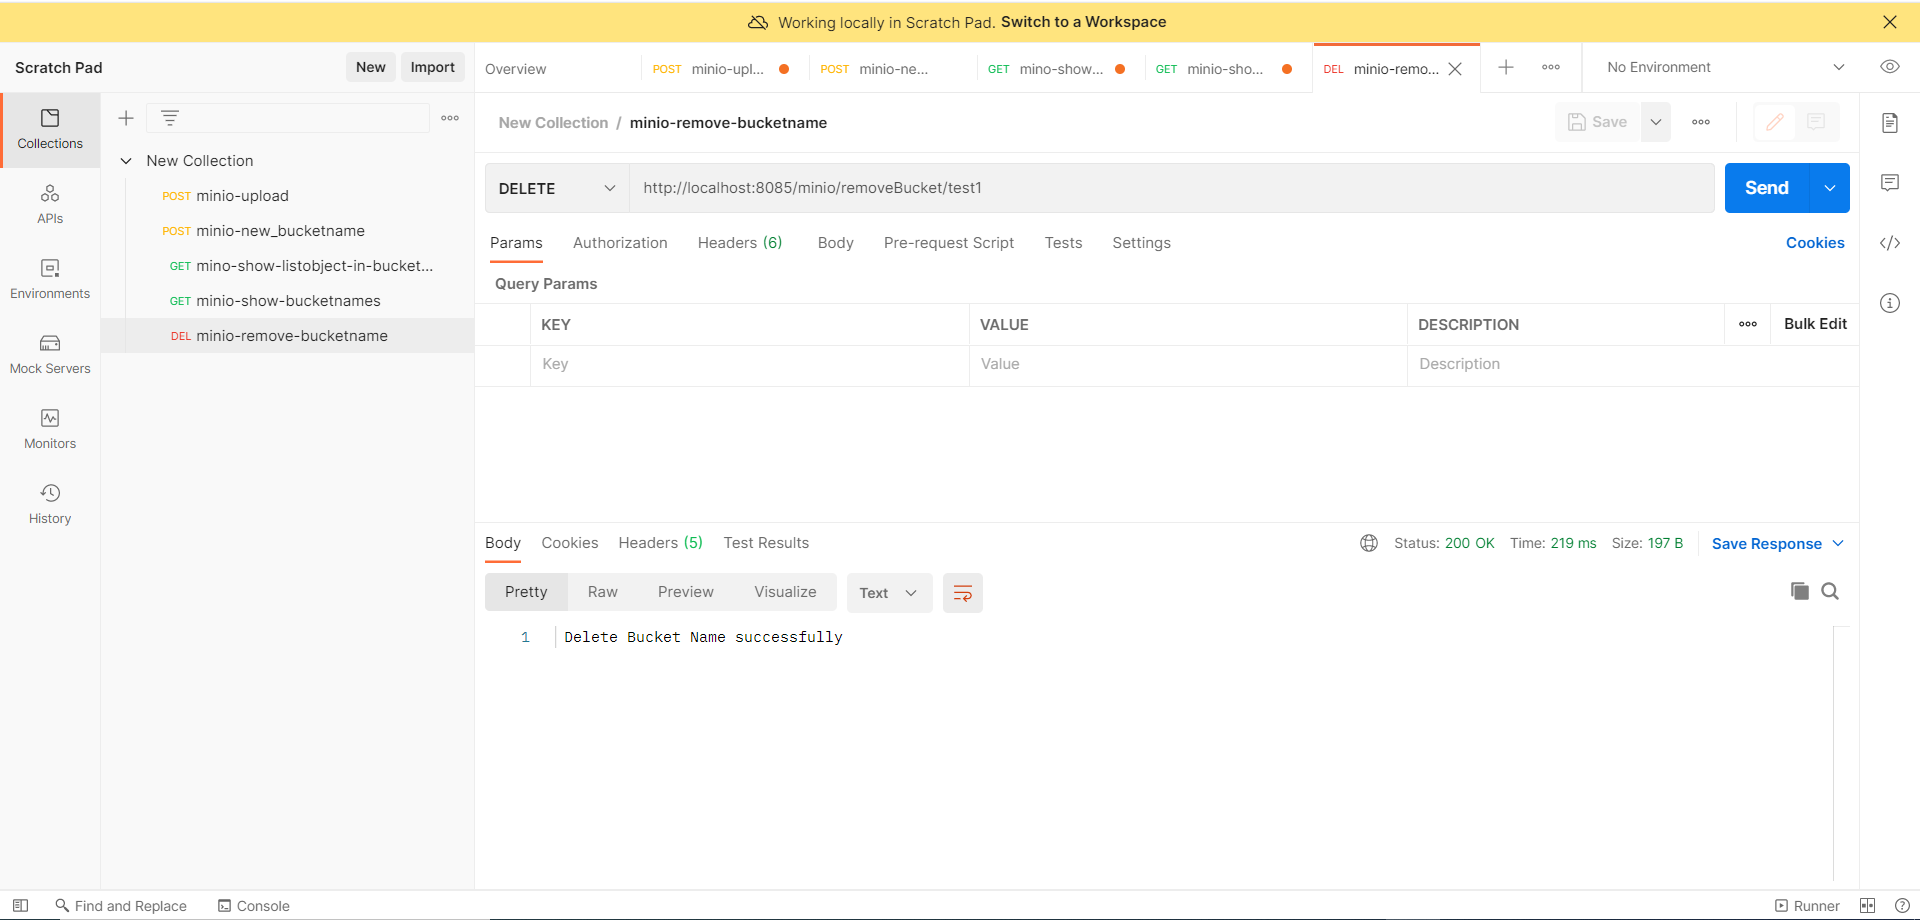 Working locally in Scratch Pad. Switch to a Workspace
Scratch Pad
New
Import
Overview
POST minio-upl...
POST minio-ne...
GET mino-show...
GET minio-sho...
DEL minio-remo...
No Environment
Collections
APIs
Environments
Mock Servers
Monitors
History
New Collection
POST minio-upload
POST minio-new_bucketname
GET mino-show-listobject-in-bucket...
GET minio-show-bucketnames
DEL minio-remove-bucketname
New Collection / minio-remove-bucketname
Save
DELETE
http://localhost:8085/minio/removeBucket/test1
Send
Params Authorization Headers (6) Body Pre-request Script Tests Settings
Cookies
Query Params
KEY VALUE DESCRIPTION Bulk Edit
Key Value Description
Body Cookies Headers (5) Test Results
Status: 200 OK Time: 219 ms Size: 197 B Save Response
Pretty Raw Preview Visualize Text
1 Delete Bucket Name successfully
Find and Replace Console
Runner